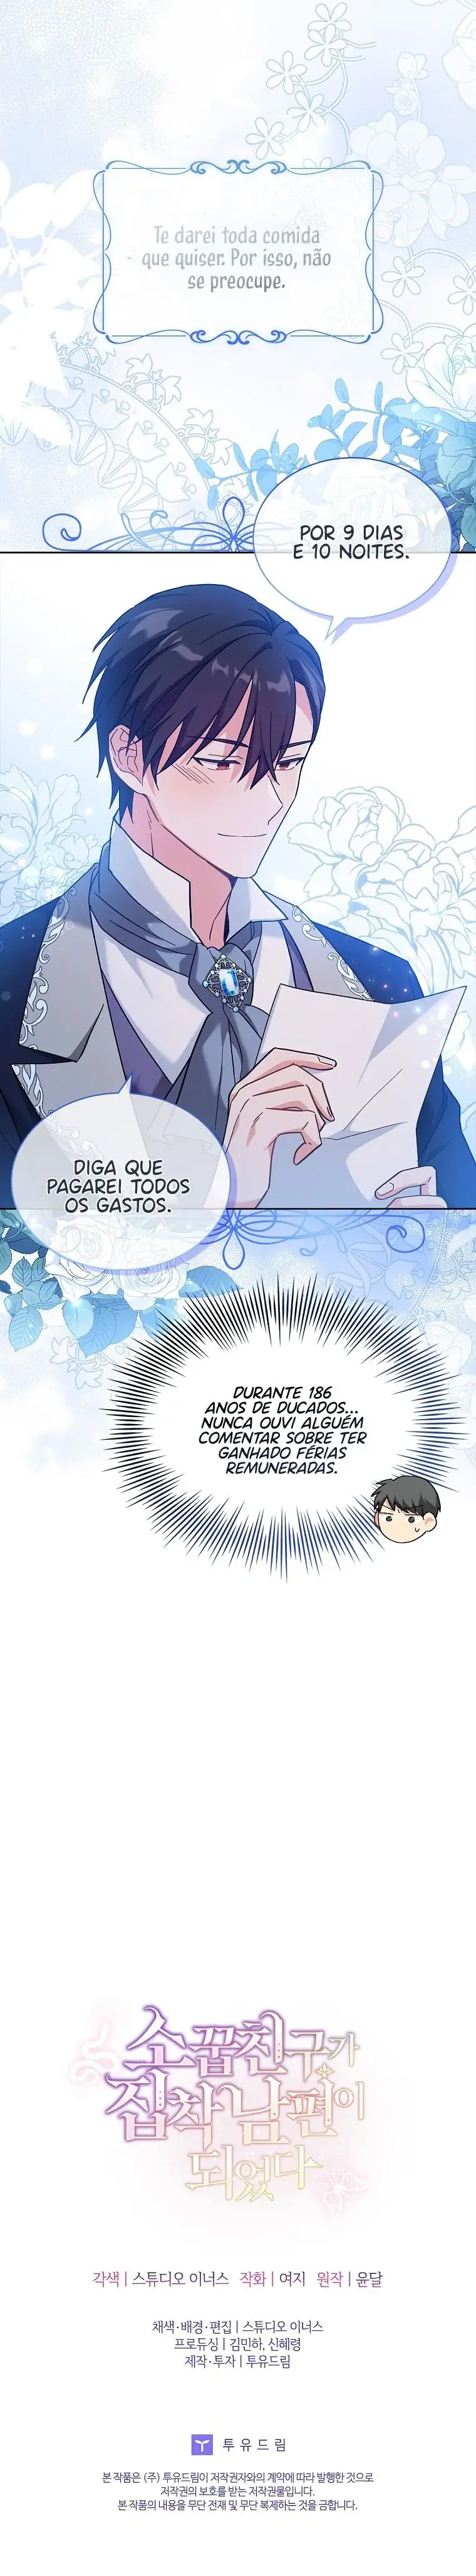 Te darei toda comida
que quiser. Por isso, não
se preocupe.
POR 9 DIAS
E 10 NOITES.
DIGA QUE
PAGAREI TODOS
OS GASTOS.
DURANTE 186
ANOS DE DUCADOS...
NUNCA OUVI ALGUÉM
COMENTAR SOBRE TER
GANHADO FÉRIAS
REMUNERADAS.
소꿉친구가
집착 남편이
되었다
각색 | 스튜디오 이너스 작화 | 여지 원작 | 윤달
채색·배경·편집 | 스튜디오 이너스
프로듀싱 | 김민하, 신혜령
제작·투자 | 투유드림
투유드림
본 작품은 (주) 투유드림이 저작권자와의 계약에 따라 발행한 것으로
저작권의 보호를 받는 저작권물입니다.
본 작품의 내용을 무단 전재 및 무단 복제하는 것을 금합니다.